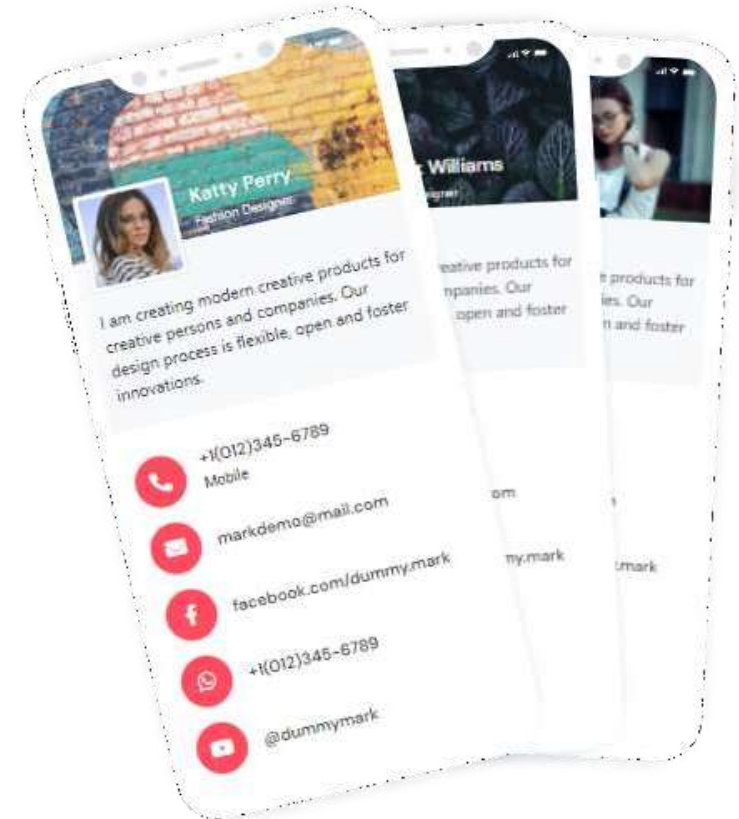 Katty Perry
Fashion Designer
I am creating modern creative products for
creative persons and companies. Our
design process is flexible, open and foster
innovations.
+1(012)345-6789
Mobile
markdemo@mail.com
facebook.com/dummy.mark
+1(012)345-6789
@dummymark
Williams
creative products for
mpanies. Our
open and foster
om
my.mark
products for
ies. Our
and foster
.mark